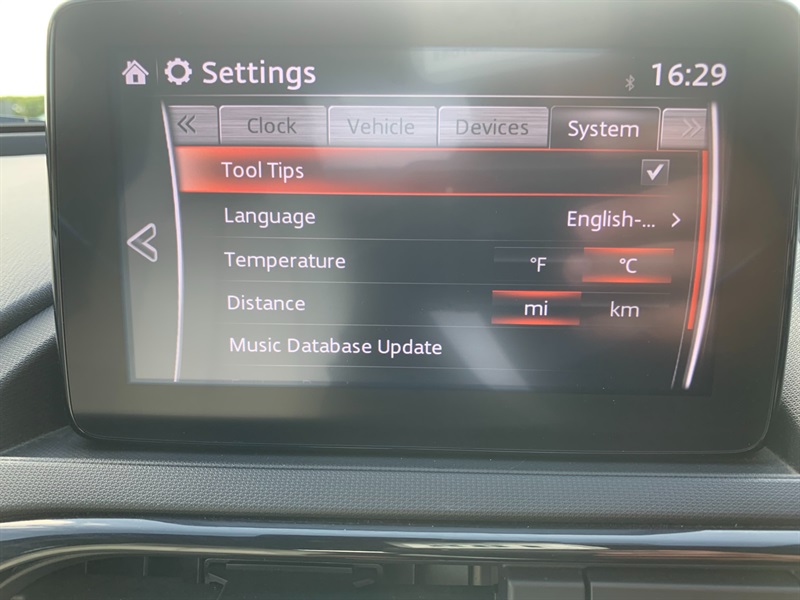 Settings
16:29
Clock Vehicle Devices System
Tool Tips
Language English-...
Temperature °F °C
Distance mi km
Music Database Update